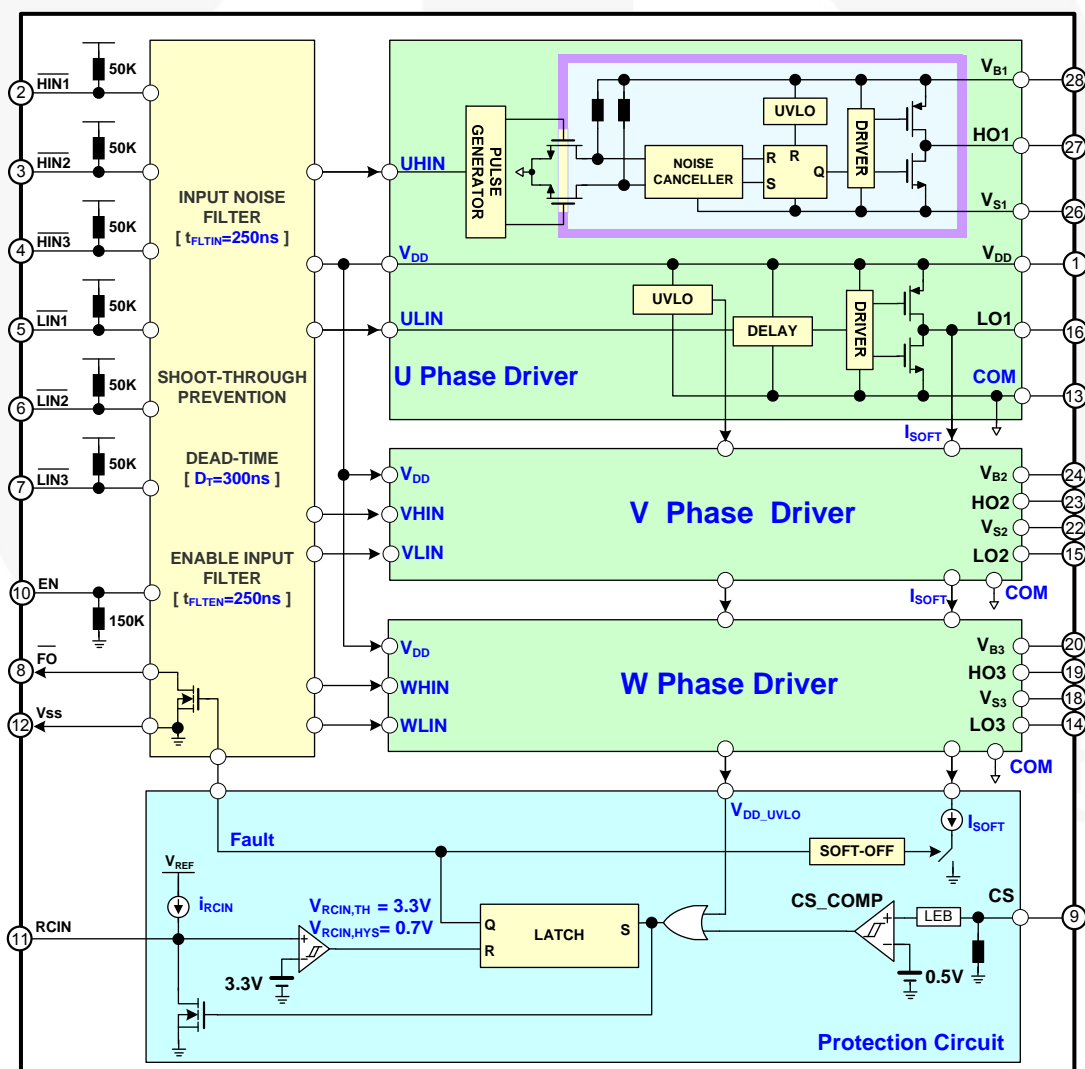 2
HIN1
50K
3
HIN2
50K
4
HIN3
50K
5
LIN1
50K
6
LIN2
50K
7
LIN3
50K
10
EN
150K
8
FO
12
Vss
INPUT NOISE
FILTER
[ tFLTIN=250ns ]
SHOOT-THROUGH
PREVENTION
DEAD-TIME
[ DT=300ns ]
ENABLE INPUT
FILTER
[ tFLTEN=250ns ]
UHIN
PULSE
GENERATOR
NOISE
CANCELLER
UVLO
R
R
S
Q
DRIVER
VB1
28
HO1
27
VS1
26
VDD
VDD
1
UVLO
ULIN
DELAY
DRIVER
LO1
16
U Phase Driver
COM
13
ISOFT
VDD
VHIN
VLIN
V Phase Driver
VB2
24
HO2
23
VS2
22
LO2
15
ISOFT
COM
VDD
WHIN
WLIN
W Phase Driver
VB3
20
HO3
19
VS3
18
LO3
14
COM
Fault
VDD_UVLO
ISOFT
SOFT-OFF
VREF
iRCIN
11
RCIN
VRCIN,TH = 3.3V
VRCIN,HYS= 0.7V
+
−
3.3V
Q
R
LATCH
S
CS_COMP
+
−
LEB
CS
9
0.5V
Protection Circuit